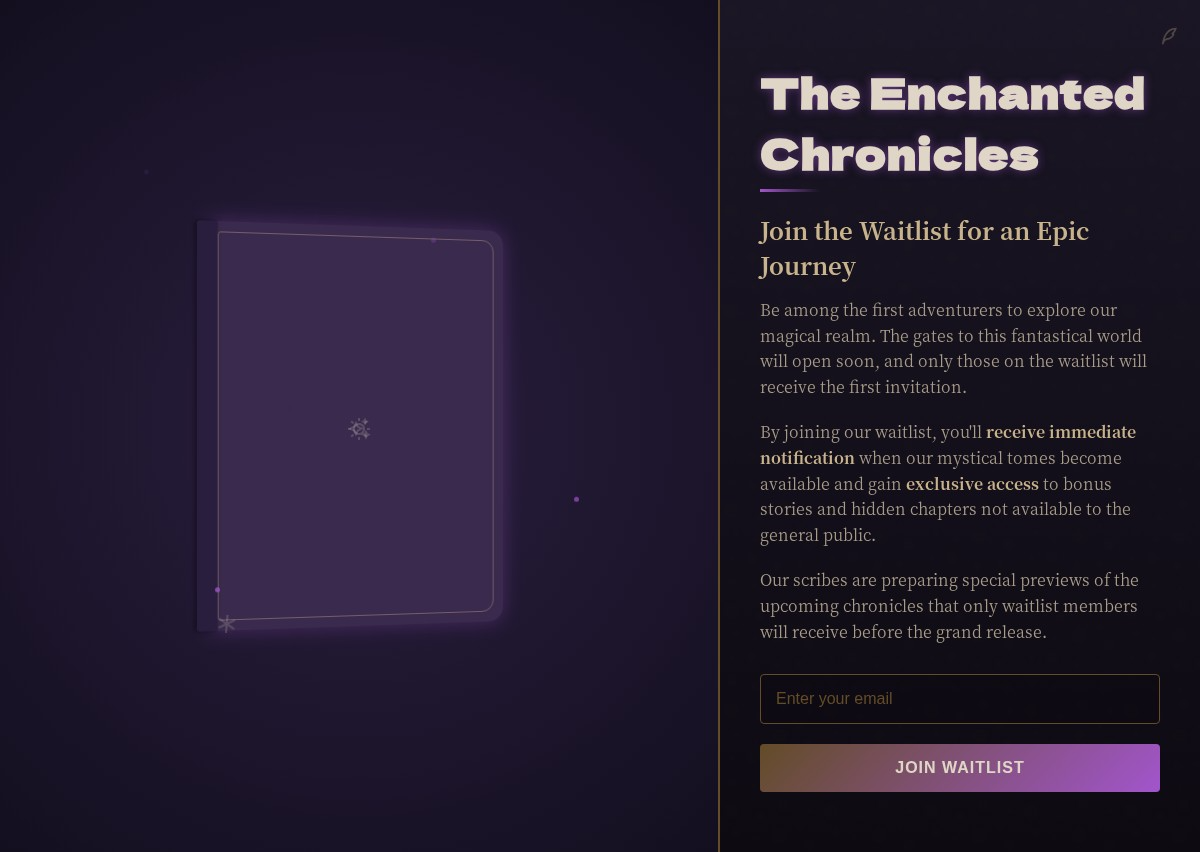 The Enchanted
Chronicles
Join the Waitlist for an Epic
Journey
Be among the first adventurers to explore our
magical realm. The gates to this fantastical world
will open soon, and only those on the waitlist will
receive the first invitation.
By joining our waitlist, you'll receive immediate
notification when our mystical tomes become
available and gain exclusive access to bonus
stories and hidden chapters not available to the
general public.
Our scribes are preparing special previews of the
upcoming chronicles that only waitlist members
will receive before the grand release.
Enter your email
JOIN WAITLIST